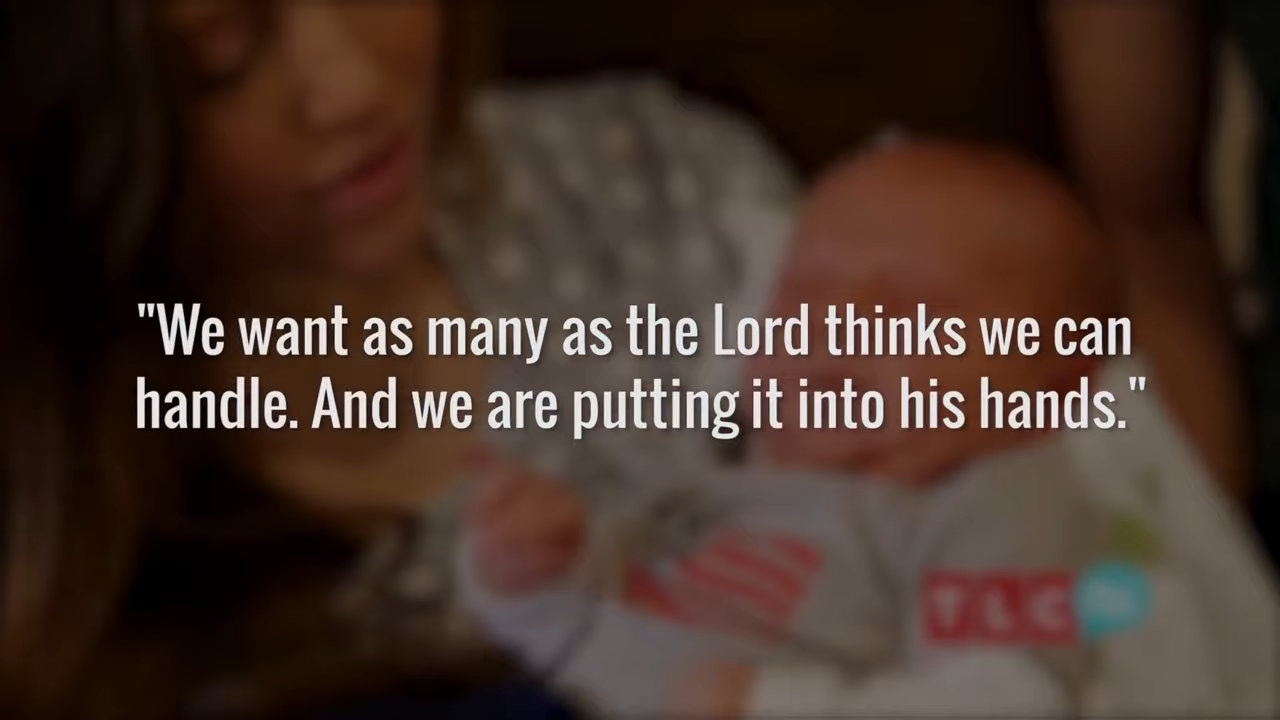 "We want as many as the Lord thinks we can
handle. And we are putting it into his hands."
TLC